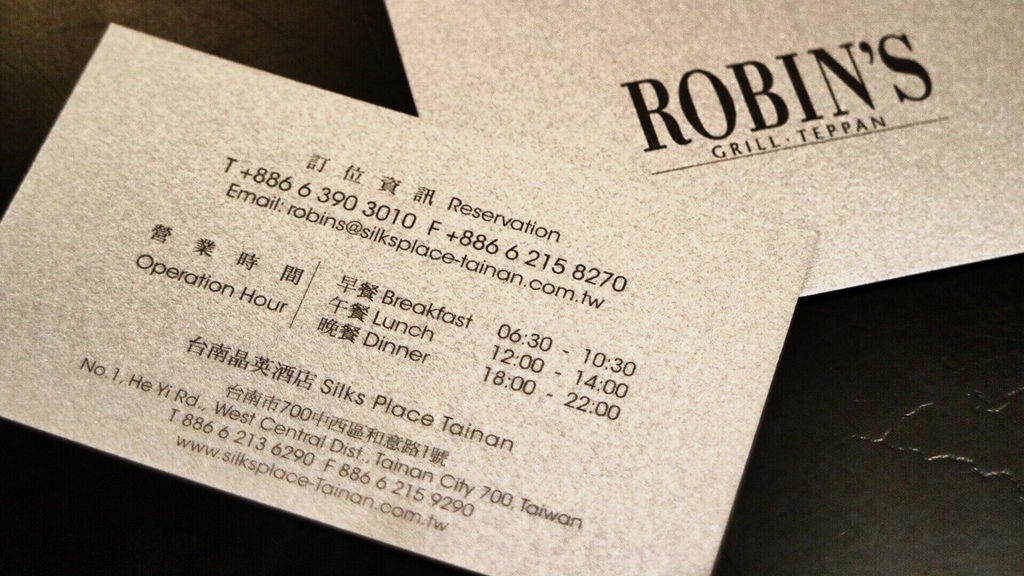 ROBIN'S
GRILL · TEPPAN
訂位資訊 Reservation
T +886 6 390 3010 F +886 6 215 8270
Email: robins@silksplace-tainan.com.tw
營業時間
Operation Hour
早餐 Breakfast 06:30 - 10:30
午餐 Lunch 12:00 - 14:00
晚餐 Dinner 18:00 - 22:00
台南晶英酒店 Silks Place Tainan
台南市700中西區和意路1號
No.1, He Yi Rd., West Central Dist., Tainan City 700, Taiwan
T 886 6 213 6290 F 886 6 215 9290
www.silksplace-Tainan.com.tw